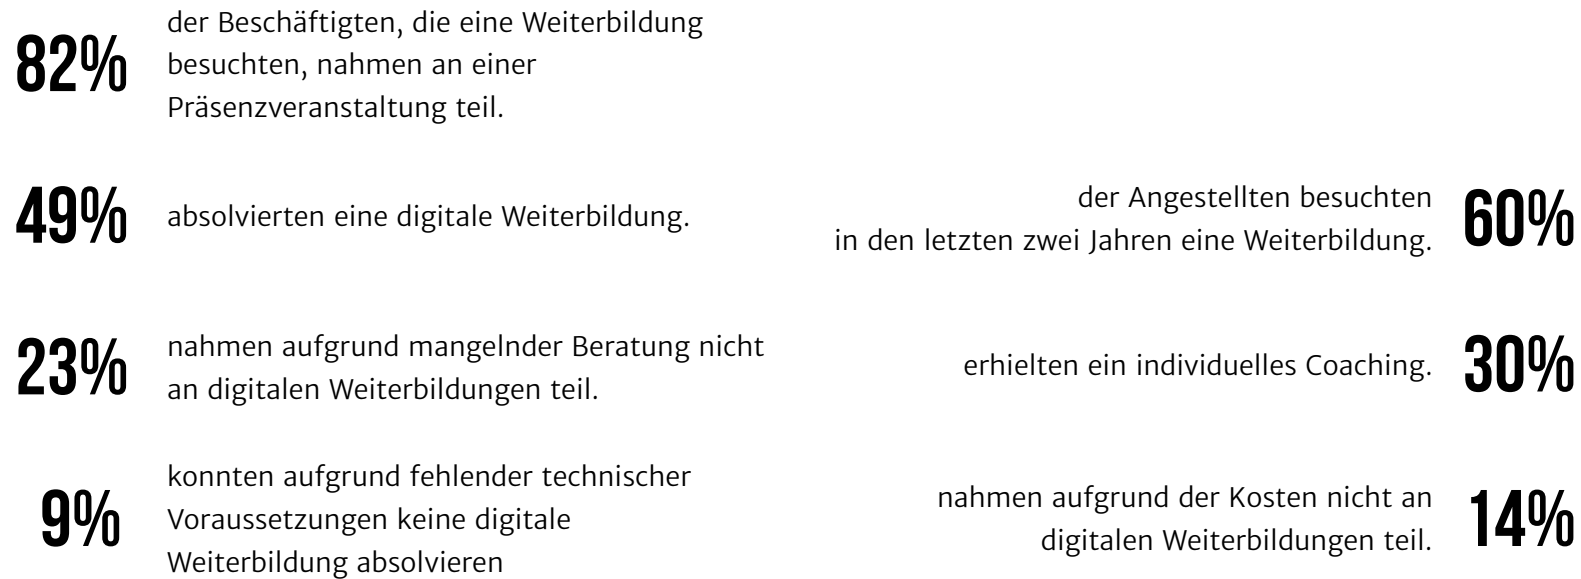 82%
der Beschäftigten, die eine Weiterbildung
besuchten, nahmen an einer
Präsenzveranstaltung teil.
der Angestellten besuchten
in den letzten zwei Jahren eine Weiterbildung.
60%
49%
absolvierten eine digitale Weiterbildung.
erhielten ein individuelles Coaching.
30%
23%
nahmen aufgrund mangelnder Beratung nicht
an digitalen Weiterbildungen teil.
nahmen aufgrund der Kosten nicht an
digitalen Weiterbildungen teil.
14%
9%
konnten aufgrund fehlender technischer
Voraussetzungen keine digitale
Weiterbildung absolvieren